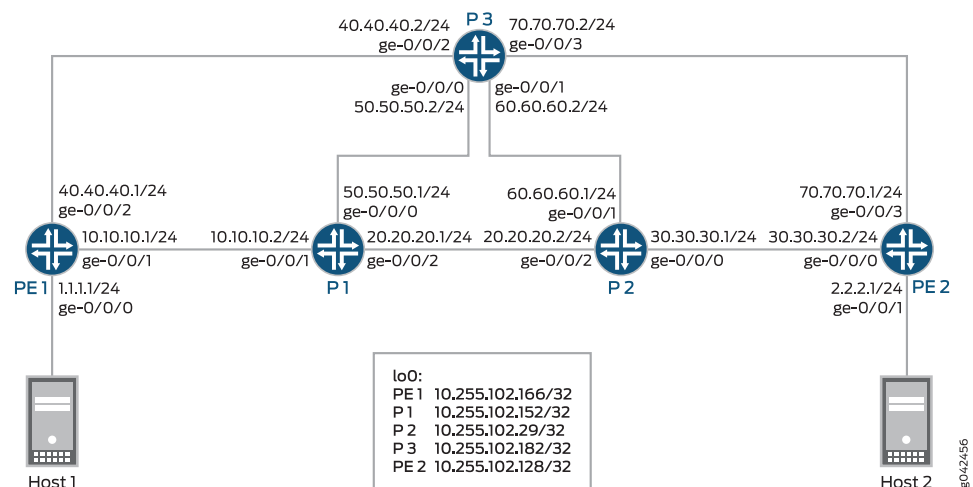 P 3
40.40.40.2/24
ge-0/0/2
70.70.70.2/24
ge-0/0/3
ge-0/0/0
50.50.50.2/24
ge-0/0/1
60.60.60.2/24
40.40.40.1/24
ge-0/0/2
50.50.50.1/24
ge-0/0/0
60.60.60.1/24
ge-0/0/1
70.70.70.1/24
ge-0/0/3
10.10.10.1/24
ge-0/0/1
10.10.10.2/24
ge-0/0/1
20.20.20.1/24
ge-0/0/2
20.20.20.2/24
ge-0/0/2
30.30.30.1/24
ge-0/0/0
30.30.30.2/24
ge-0/0/0
PE 1
P 1
P 2
PE 2
1.1.1.1/24
ge-0/0/0
2.2.2.1/24
ge-0/0/1
lo0:
PE 1 10.255.102.166/32
P 1 10.255.102.152/32
P 2 10.255.102.29/32
P 3 10.255.102.182/32
PE 2 10.255.102.128/32
Host 1
Host 2
g042456